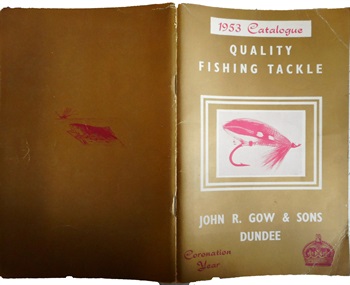 1953 Catalogue
QUALITY
FISHING TACKLE
JOHN R. GOW & SONS
DUNDEE
Coronation
Year